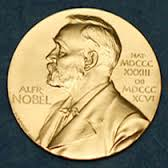 ALFR·
NOBEL
NAT·
MDCCC
XXXIII
OB·
MDCCC
XCVI